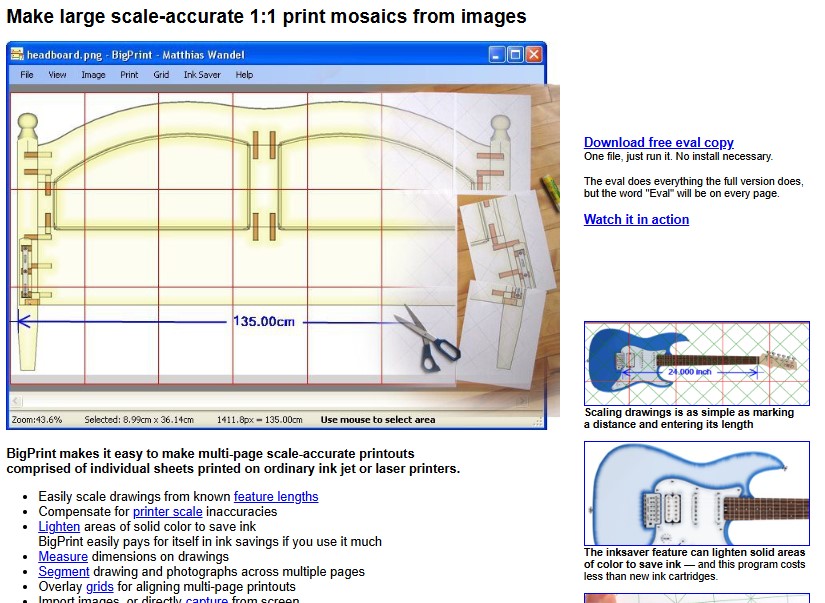 Make large scale-accurate 1:1 print mosaics from images
headboard.png - BigPrint - Matthias Wandel
File View Image Print Grid Ink Saver Help
135.00cm
Zoom:43.6% Selected: 8.99cm x 36.14cm 1411.8px = 135.00cm Use mouse to select area
BigPrint makes it easy to make multi-page scale-accurate printouts
comprised of individual sheets printed on ordinary ink jet or laser printers.
• Easily scale drawings from known feature lengths
• Compensate for printer scale inaccuracies
• Lighten areas of solid color to save ink
BigPrint easily pays for itself in ink savings if you use it much
• Measure dimensions on drawings
• Segment drawing and photographs across multiple pages
• Overlay grids for aligning multi-page printouts
• Import images, or directly capture from screen
Download free eval copy
One file, just run it. No install necessary.
The eval does everything the full version does,
but the word "Eval" will be on every page.
Watch it in action
24.000 inch
Scaling drawings is as simple as marking
a distance and entering its length
The inksaver feature can lighten solid areas
of color to save ink — and this program costs
less than new ink cartridges.